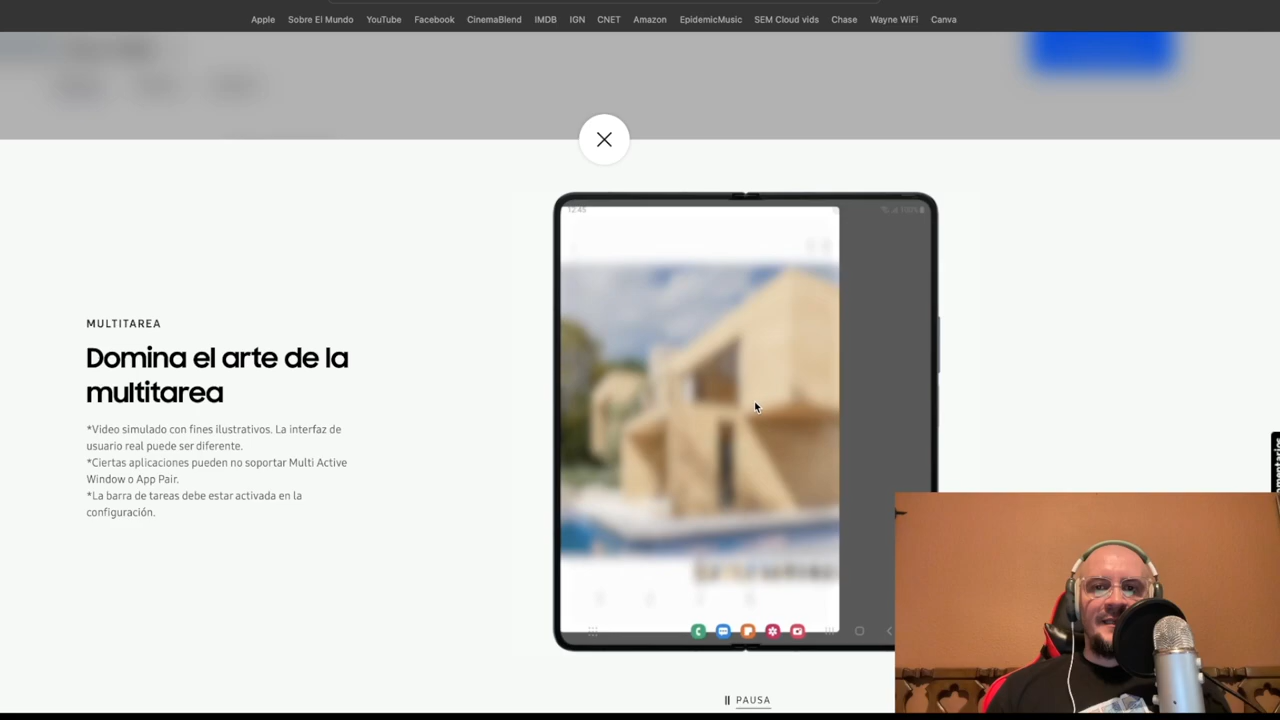 Apple Sobre El Mundo YouTube Facebook CinemaBlend IMDB IGN CNET Amazon EpidemicMusic SEM Cloud vids Chase Wayne WiFi Canva
12:45
100%
MULTITAREA
Domina el arte de la
multitarea
*Video simulado con fines ilustrativos. La interfaz de
usuario real puede ser diferente.
*Ciertas aplicaciones pueden no soportar Multi Active
Window o App Pair.
*La barra de tareas debe estar activada en la
configuración.
PAUSA